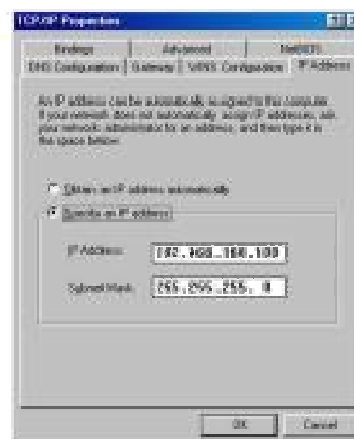 TCP/IP Properties
Bindings Advanced NetBIOS
DNS Configuration Gateway WINS Configuration IP Address
An IP address can be automatically assigned to this computer.
If your network does not automatically assign IP addresses, ask
your network administrator for an address, and then type it in
the space below.
Obtain an IP address automatically
Specify an IP address:
IP Address:
Subnet Mask: 255.255.255. 0
OK Cancel